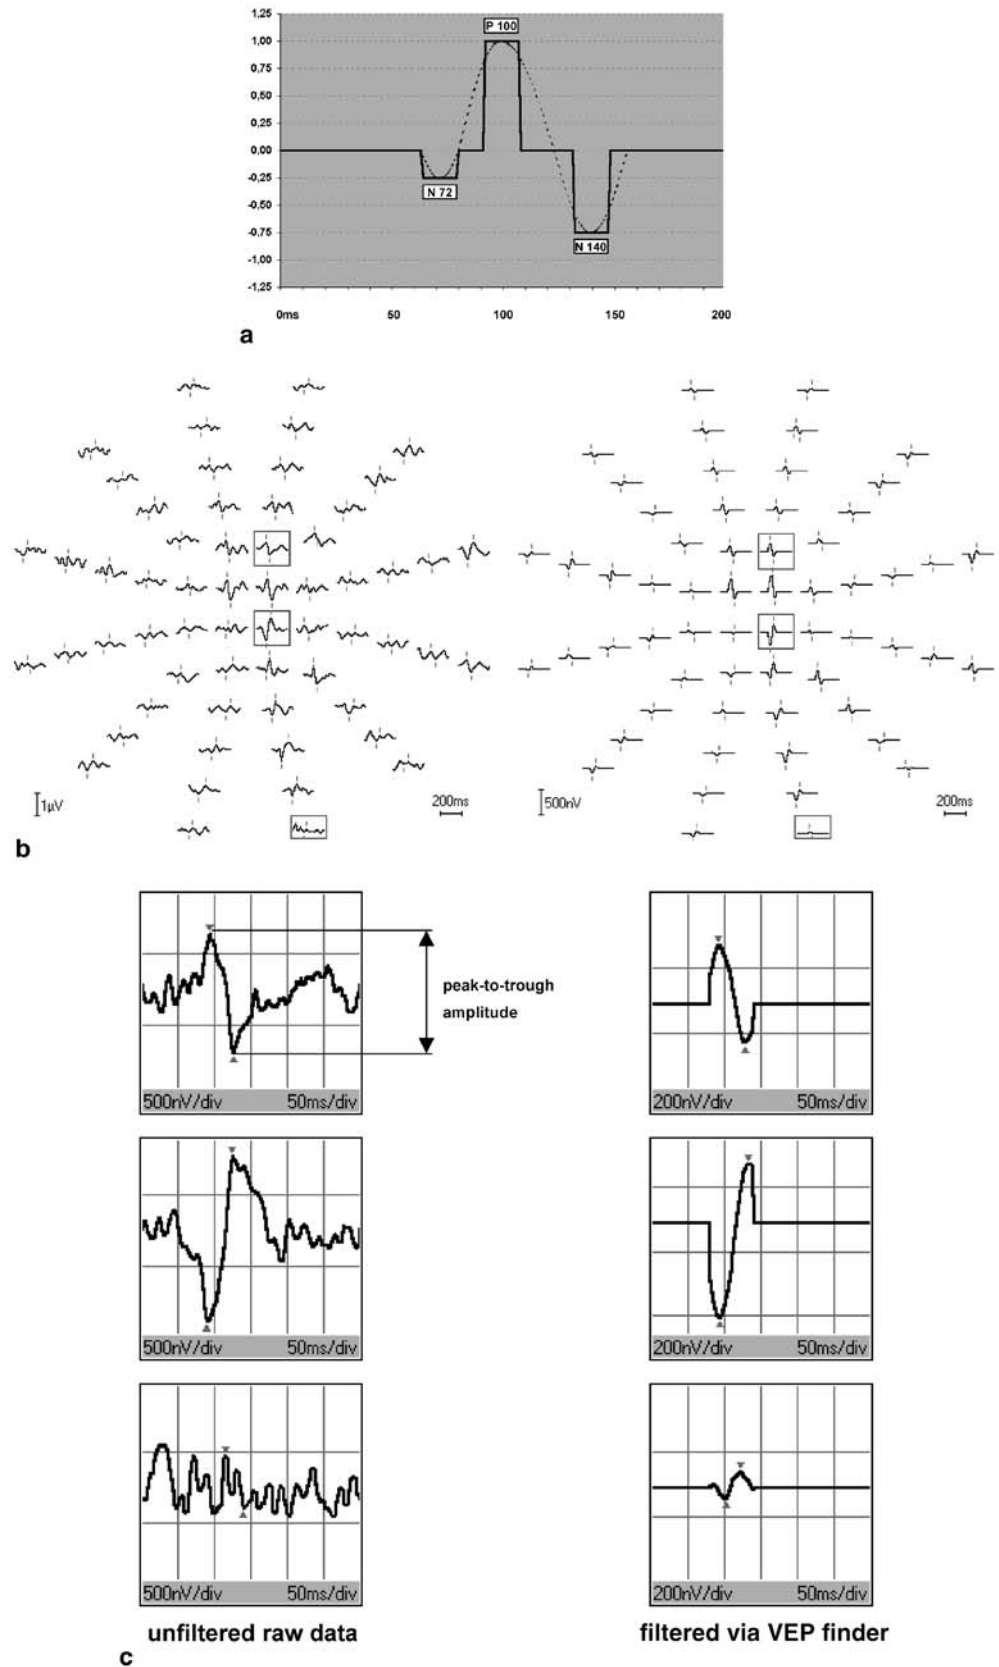 1,25
1,00
0,75
0,50
0,25
0,00
-0,25
-0,50
-0,75
-1,00
-1,25
P 100
N 72
N 140
0ms 50 100 150 200
a
1µV
200ms
500nV
200ms
b
peak-to-trough
amplitude
500nV/div 50ms/div
200nV/div 50ms/div
500nV/div 50ms/div
200nV/div 50ms/div
500nV/div 50ms/div
200nV/div 50ms/div
unfiltered raw data
filtered via VEP finder
c